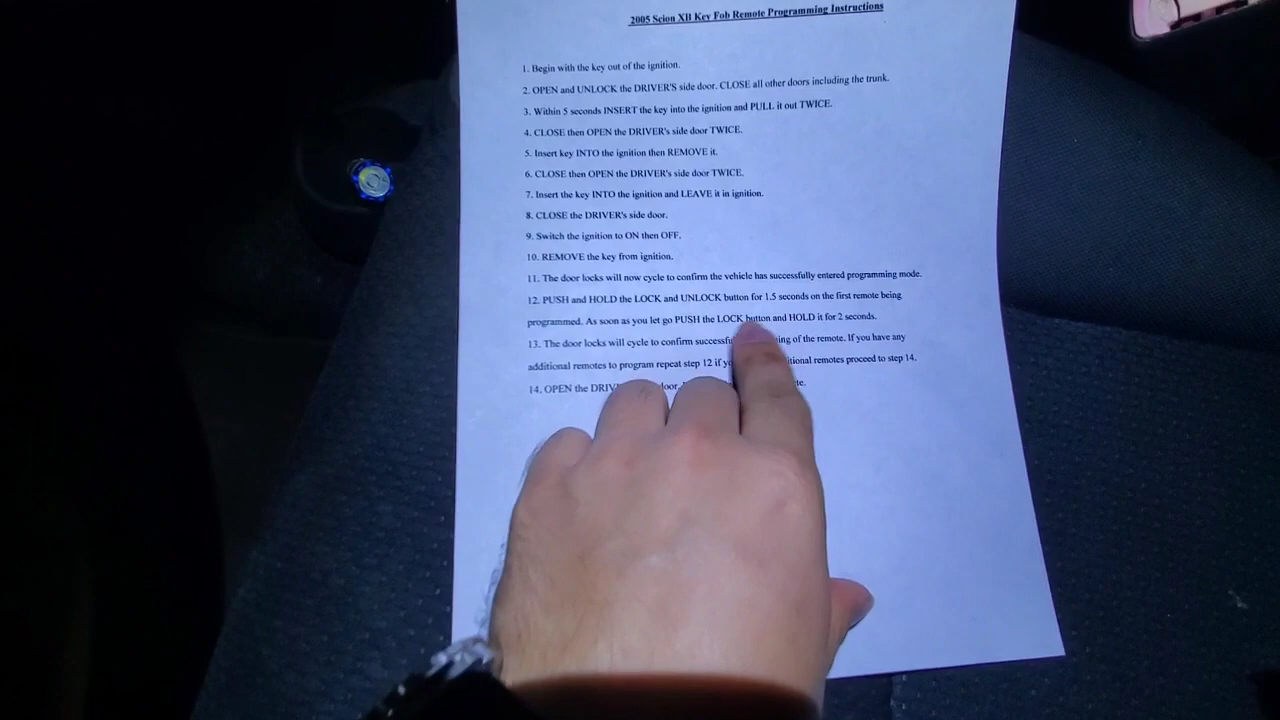 2005 Scion XB Key Fob Remote Programming Instructions
1. Begin with the key out of the ignition.
2. OPEN and UNLOCK the DRIVER'S side door. CLOSE all other doors including the trunk.
3. Within 5 seconds INSERT the key into the ignition and PULL it out TWICE.
4. CLOSE then OPEN the DRIVER's side door TWICE.
5. Insert key INTO the ignition then REMOVE it.
6. CLOSE then OPEN the DRIVER's side door TWICE.
7. Insert the key INTO the ignition and LEAVE it in ignition.
8. CLOSE the DRIVER's side door.
9. Switch the ignition to ON then OFF.
10. REMOVE the key from ignition.
11. The door locks will now cycle to confirm the vehicle has successfully entered programming mode.
12. PUSH and HOLD the LOCK and UNLOCK button for 1.5 seconds on the first remote being
programmed. As soon as you let go PUSH the LOCK button and HOLD it for 2 seconds.
13. The door locks will cycle to confirm of the remote. If you have any
additional remotes to program repeat step 12 if remotes proceed to step 14.
14. OPEN the door.